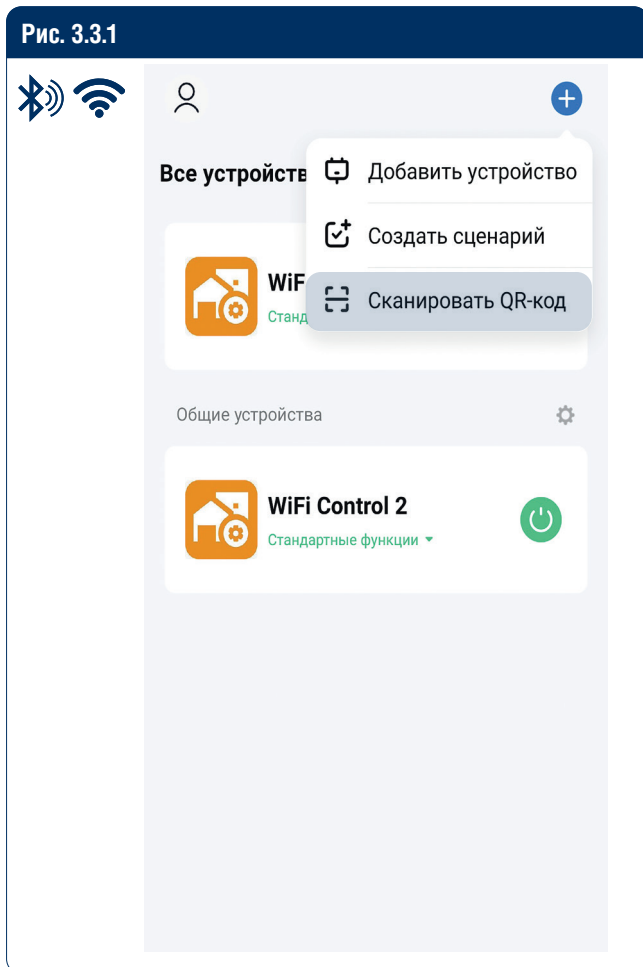 Рис. 3.3.1
Все устройств
Добавить устройство
Создать сценарий
Сканировать QR-код
WiF
Станд
Общие устройства
WiFi Control 2
Стандартные функции